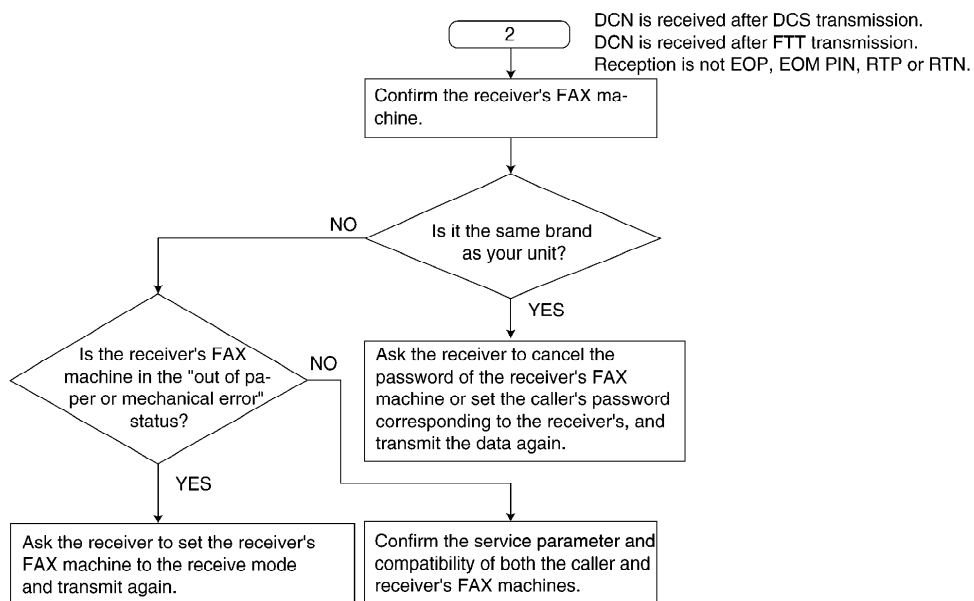 2
DCN is received after DCS transmission.
DCN is received after FTT transmission.
Reception is not EOP, EOM PIN, RTP or RTN.
Confirm the receiver's FAX ma-
chine.
Is it the same brand
as your unit?
NO
YES
Is the receiver's FAX
machine in the "out of pa-
per or mechanical error"
status?
NO
YES
Ask the receiver to cancel the
password of the receiver's FAX
machine or set the caller's password
corresponding to the receiver's, and
transmit the data again.
Ask the receiver to set the receiver's
FAX machine to the receive mode
and transmit again.
Confirm the service parameter and
compatibility of both the caller and
receiver's FAX machines.